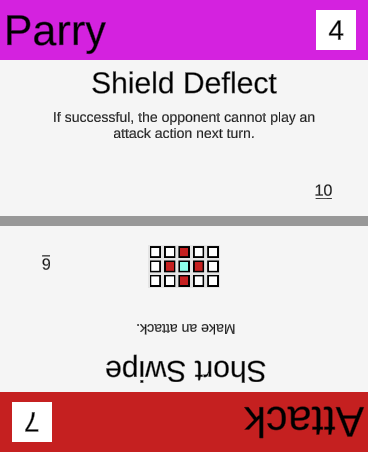 Parry
4
Shield Deflect
If successful, the opponent cannot play an
attack action next turn.
10
Attack
7
Short Swipe
Make an attack.
6